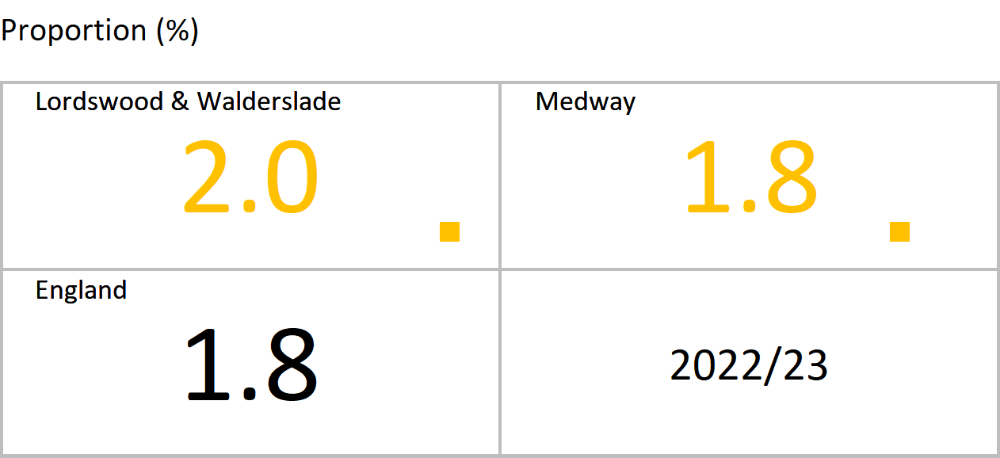 Proportion (%)
Lordswood & Walderslade
2.0
Medway
1.8
England
1.8
2022/23